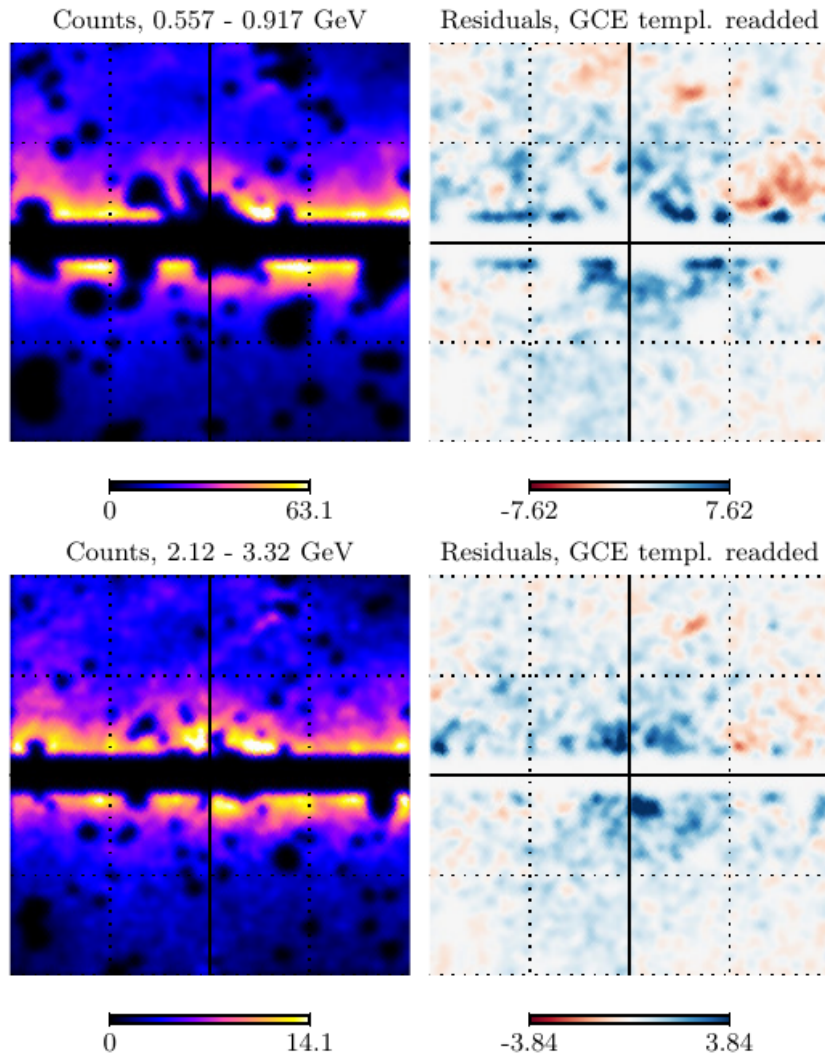 Counts, 0.557 - 0.917 GeV
Residuals, GCE templ. readded
0
63.1
-7.62
7.62
Counts, 2.12 - 3.32 GeV
Residuals, GCE templ. readded
0
14.1
-3.84
3.84